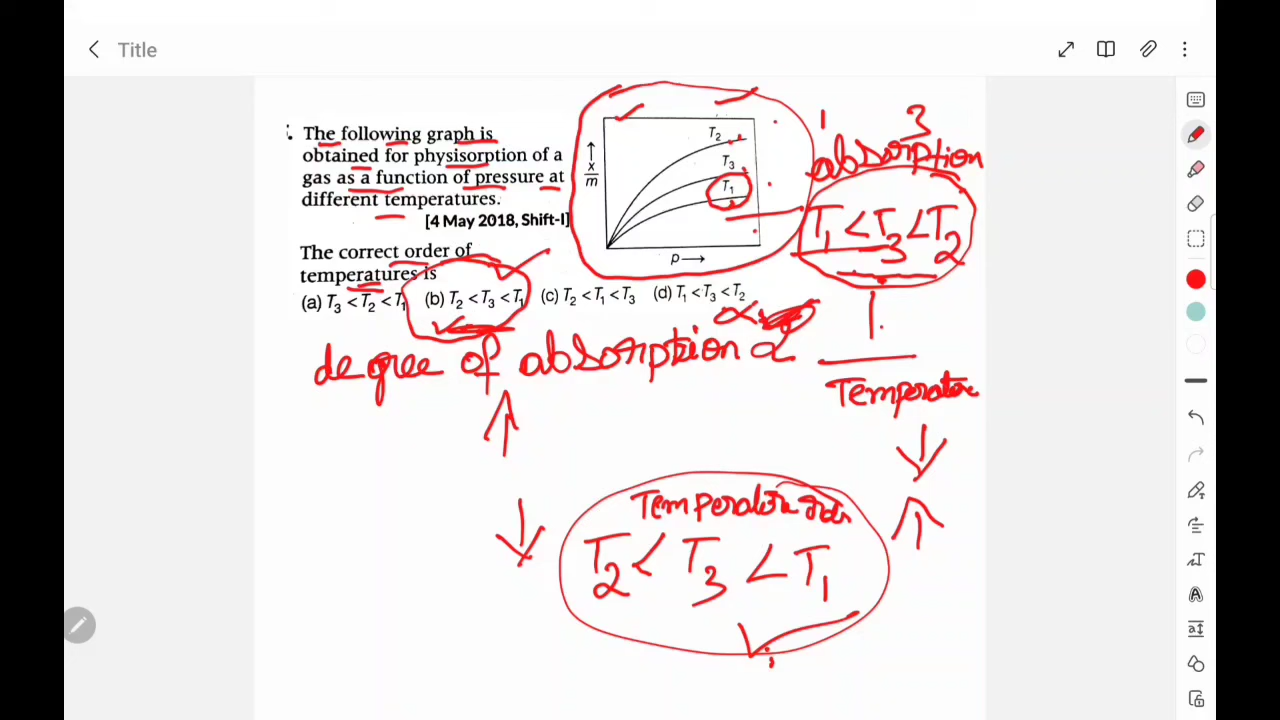 Title
The following graph is
obtained for physisorption of a
gas as a function of pressure at
different temperatures.
[4 May 2018, Shift-I]
x
m
T2
T3
T1
p
The correct order of
temperatures is
(a) T3 < T2 < T1 (b) T2 < T3 < T1 (c) T2 < T1 < T3 (d) T1 < T3 < T2
1 3
absorption
T1 < T3 < T2
degree of absorption ∝ 1
Temperature
Temperature
T2 < T3 < T1